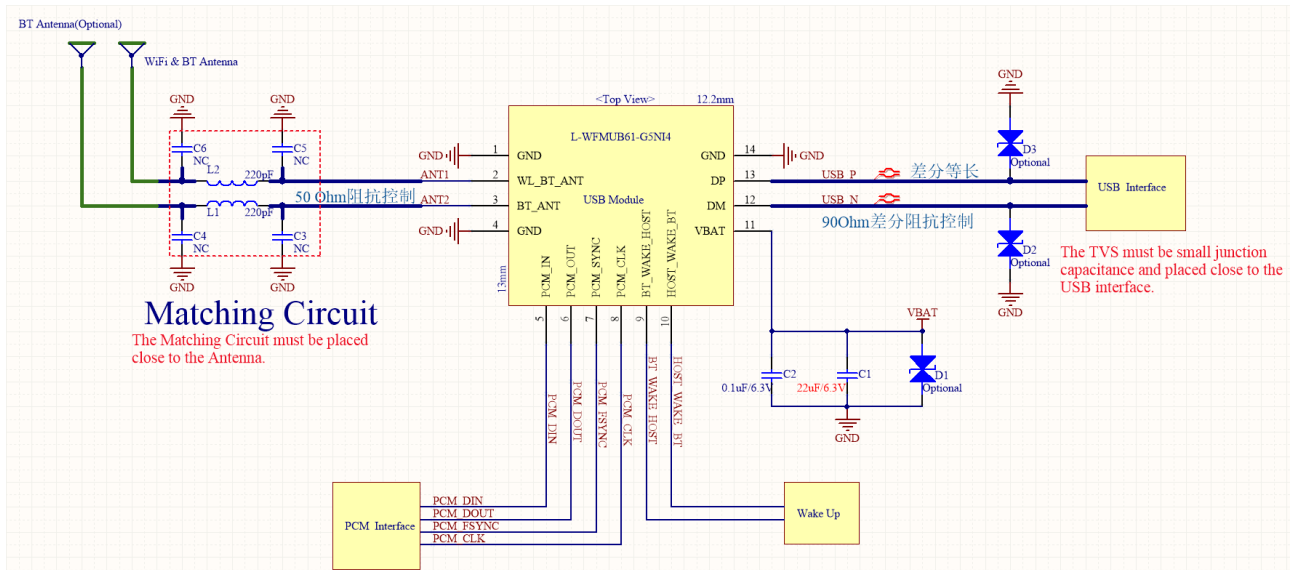 BT Antenna(Optional)
WiFi & BT Antenna
GND
GND
C6
NC
C5
NC
L2
220pF
L1
220pF
C4
NC
C3
NC
GND
GND
50 Ohm阻抗控制
ANT1
ANT2
Matching Circuit
The Matching Circuit must be placed
close to the Antenna.
<Top View>
12.2mm
13mm
L-WFMUB61-G5NI4
USB Module
GND
1
GND
2
WL_BT_ANT
3
BT_ANT
GND
4
GND
GND
14
GND
DP
13
DM
12
VBAT
11
PCM_IN
PCM_OUT
PCM_SYNC
PCM_CLK
BT_WAKE_HOST
HOST_WAKE_BT
5
6
7
8
9
10
PCM_DIN
PCM_DOUT
PCM_FSYNC
PCM_CLK
BT_WAKE_HOST
HOST_WAKE_BT
USB_P
差分等长
USB_N
90Ohm差分阻抗控制
GND
D3
Optional
D2
Optional
GND
USB Interface
The TVS must be small junction
capacitance and placed close to the
USB interface.
VBAT
C2
0.1uF/6.3V
C1
22uF/6.3V
D1
Optional
GND
PCM Interface
PCM_DIN
PCM_DOUT
PCM_FSYNC
PCM_CLK
Wake Up